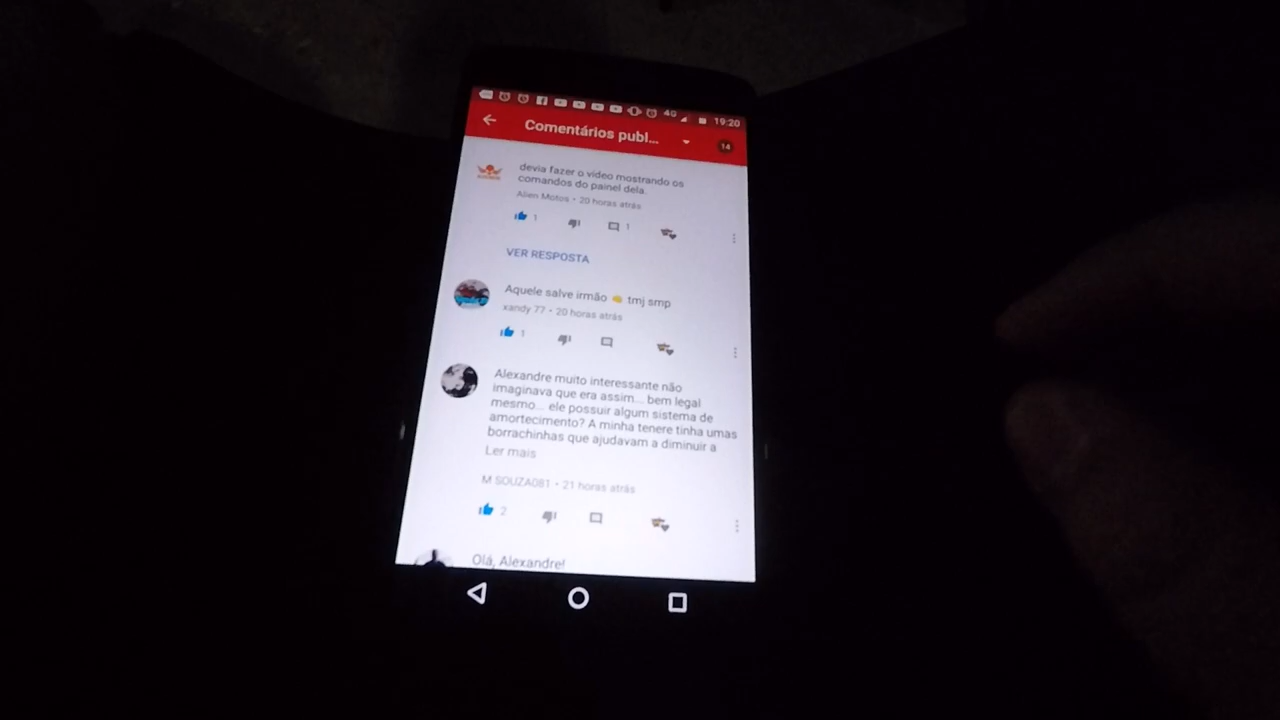 4G 19:20
Comentários publ... 14
devia fazer o video mostrando os
comandos do painel dela.
Alien Motos • 20 horas atrás
1 1
VER RESPOSTA
Aquele salve irmão 👊 tmj smp
xandy 77 • 20 horas atrás
1
Alexandre muito interessante não
imaginava que era assim... bem legal
mesmo... ele possuir algum sistema de
amortecimento? A minha tenere tinha umas
borrachinhas que ajudavam a diminuir a
Ler mais
M SOUZA081 • 21 horas atrás
2
Olá, Alexandre!